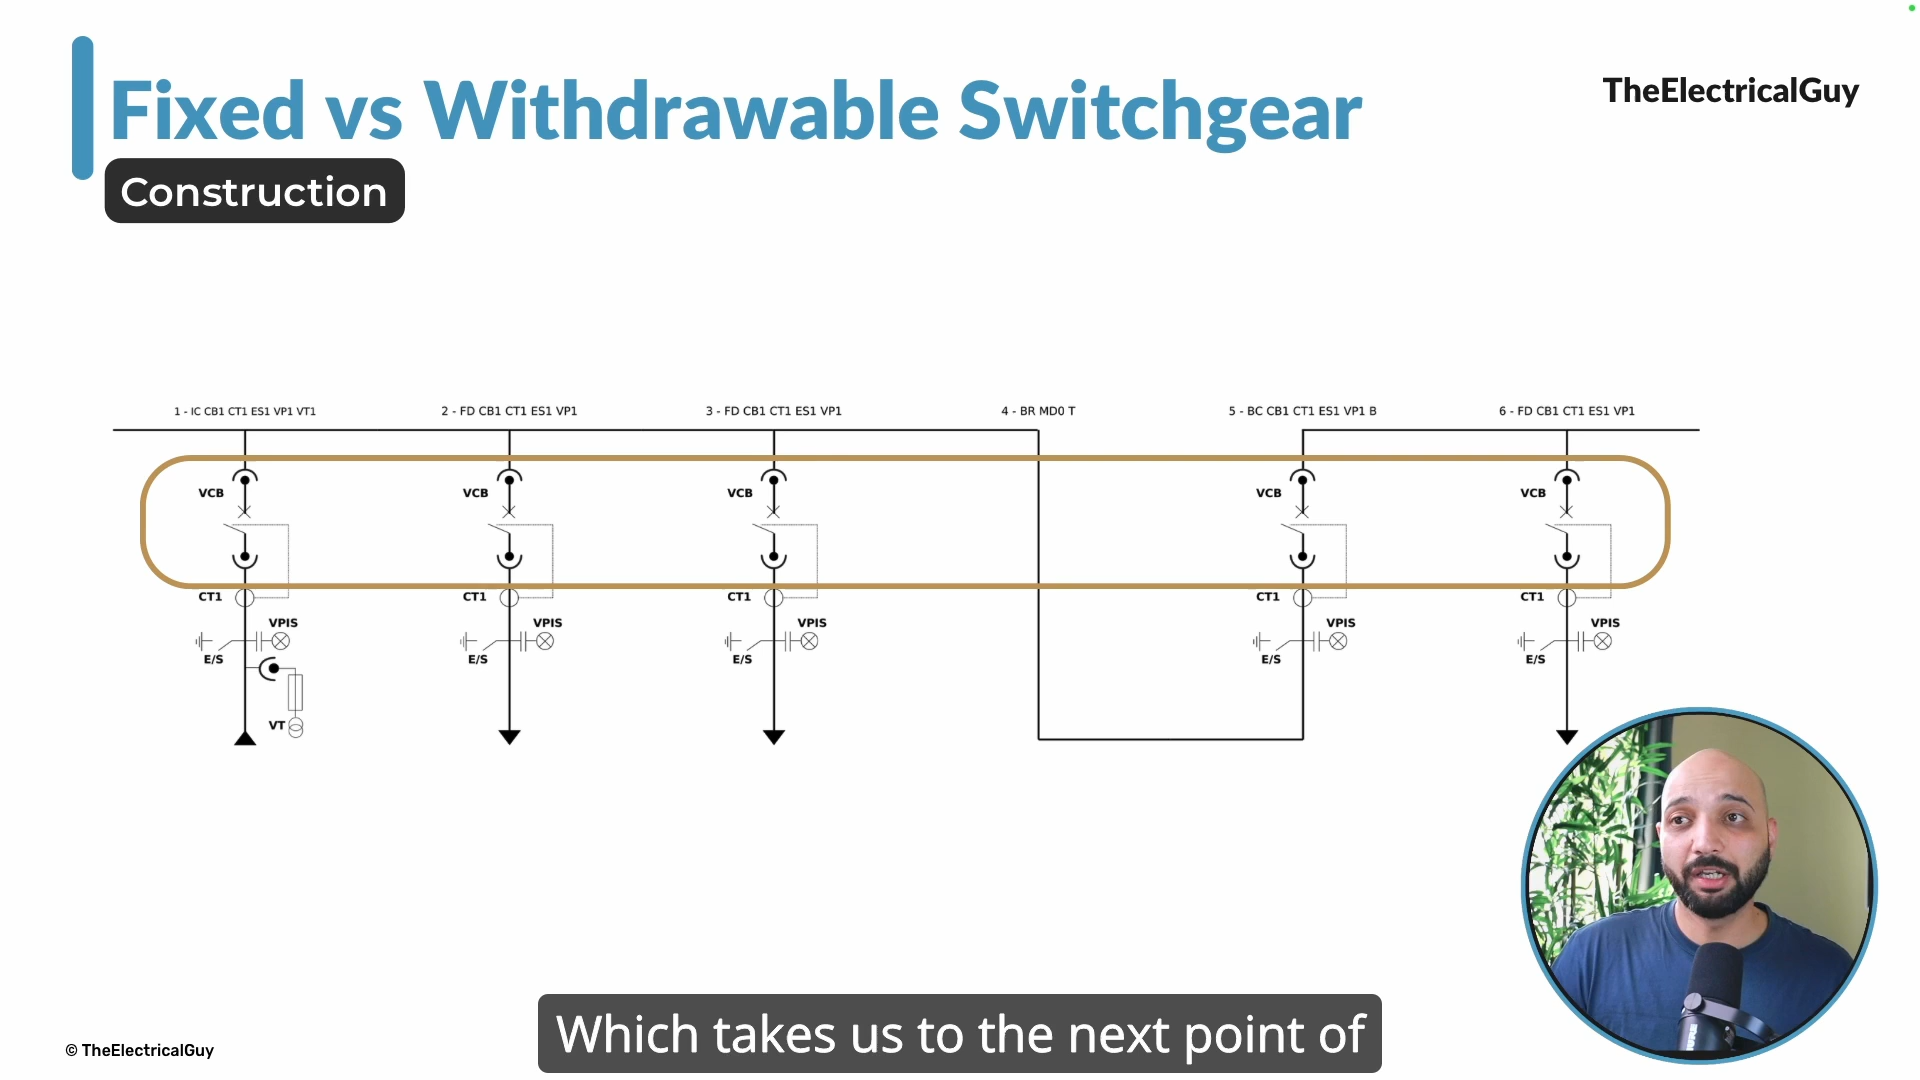 Fixed vs Withdrawable Switchgear
TheElectricalGuy
Construction
1 - IC CB1 CT1 ES1 VP1 VT1
2 - FD CB1 CT1 ES1 VP1
3 - FD CB1 CT1 ES1 VP1
4 - BR MD0 T
5 - BC CB1 CT1 ES1 VP1 B
6 - FD CB1 CT1 ES1 VP1
VCB
VCB
VCB
VCB
VCB
CT1
CT1
CT1
CT1
CT1
VPIS
VPIS
VPIS
VPIS
VPIS
E/S
E/S
E/S
E/S
E/S
VT
Which takes us to the next point of
© TheElectricalGuy